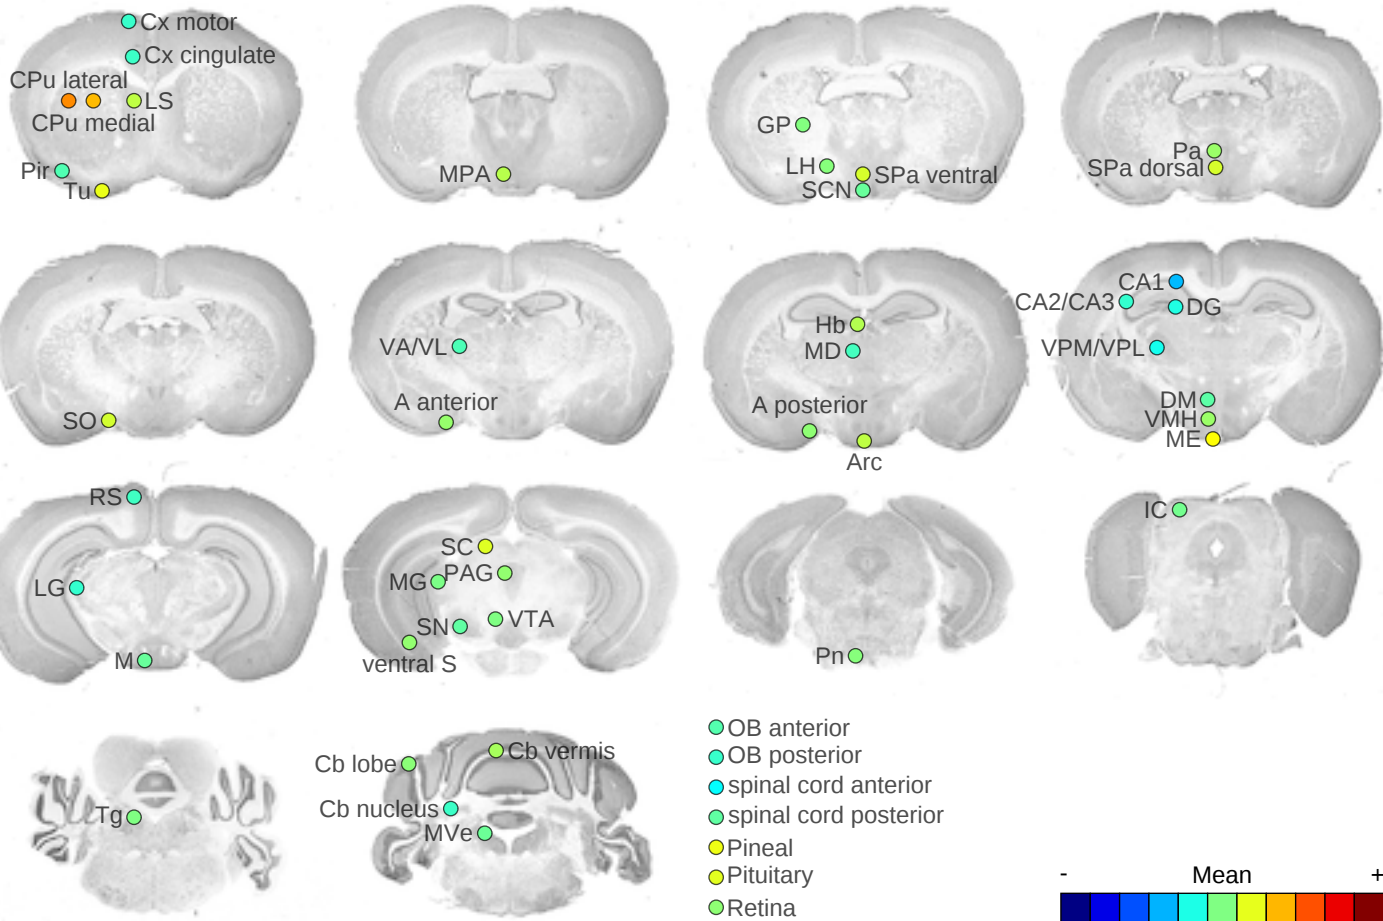 Cx motor
Cx cingulate
CPu lateral
LS
CPu medial
Pir
Tu
MPA
GP
LH
SPa ventral
SCN
Pa
SPa dorsal
SO
VA/VL
A anterior
Hb
MD
A posterior
Arc
CA1
CA2/CA3
DG
VPM/VPL
DM
VMH
ME
RS
LG
M
SC
PAG
MG
VTA
SN
ventral S
Pn
IC
Tg
Cb vermis
Cb lobe
Cb nucleus
MVe
OB anterior
OB posterior
spinal cord anterior
spinal cord posterior
Pineal
Pituitary
Retina
- Mean +